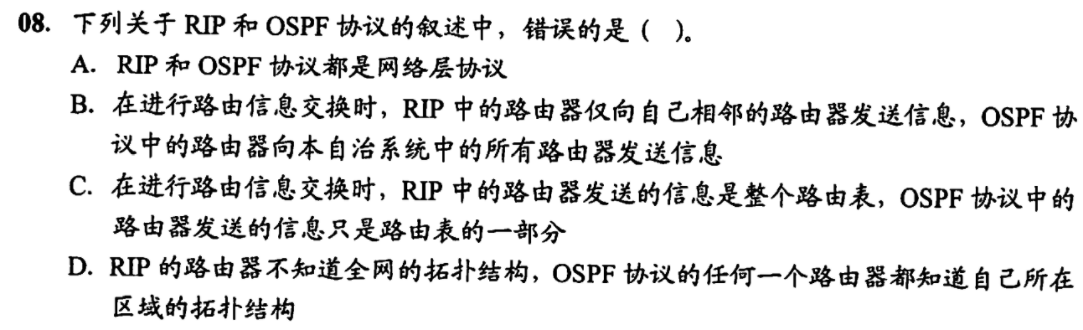 08. 下列关于 RIP 和 OSPF 协议的叙述中，错误的是（ ）。
A. RIP 和 OSPF 协议都是网络层协议
B. 在进行路由信息交换时，RIP 中的路由器仅向自己相邻的路由器发送信息，OSPF 协
议中的路由器向本自治系统中的所有路由器发送信息
C. 在进行路由信息交换时，RIP 中的路由器发送的信息是整个路由表，OSPF 协议中的
路由器发送的信息只是路由表的一部分
D. RIP 的路由器不知道全网的拓扑结构，OSPF 协议的任何一个路由器都知道自己所在
区域的拓扑结构